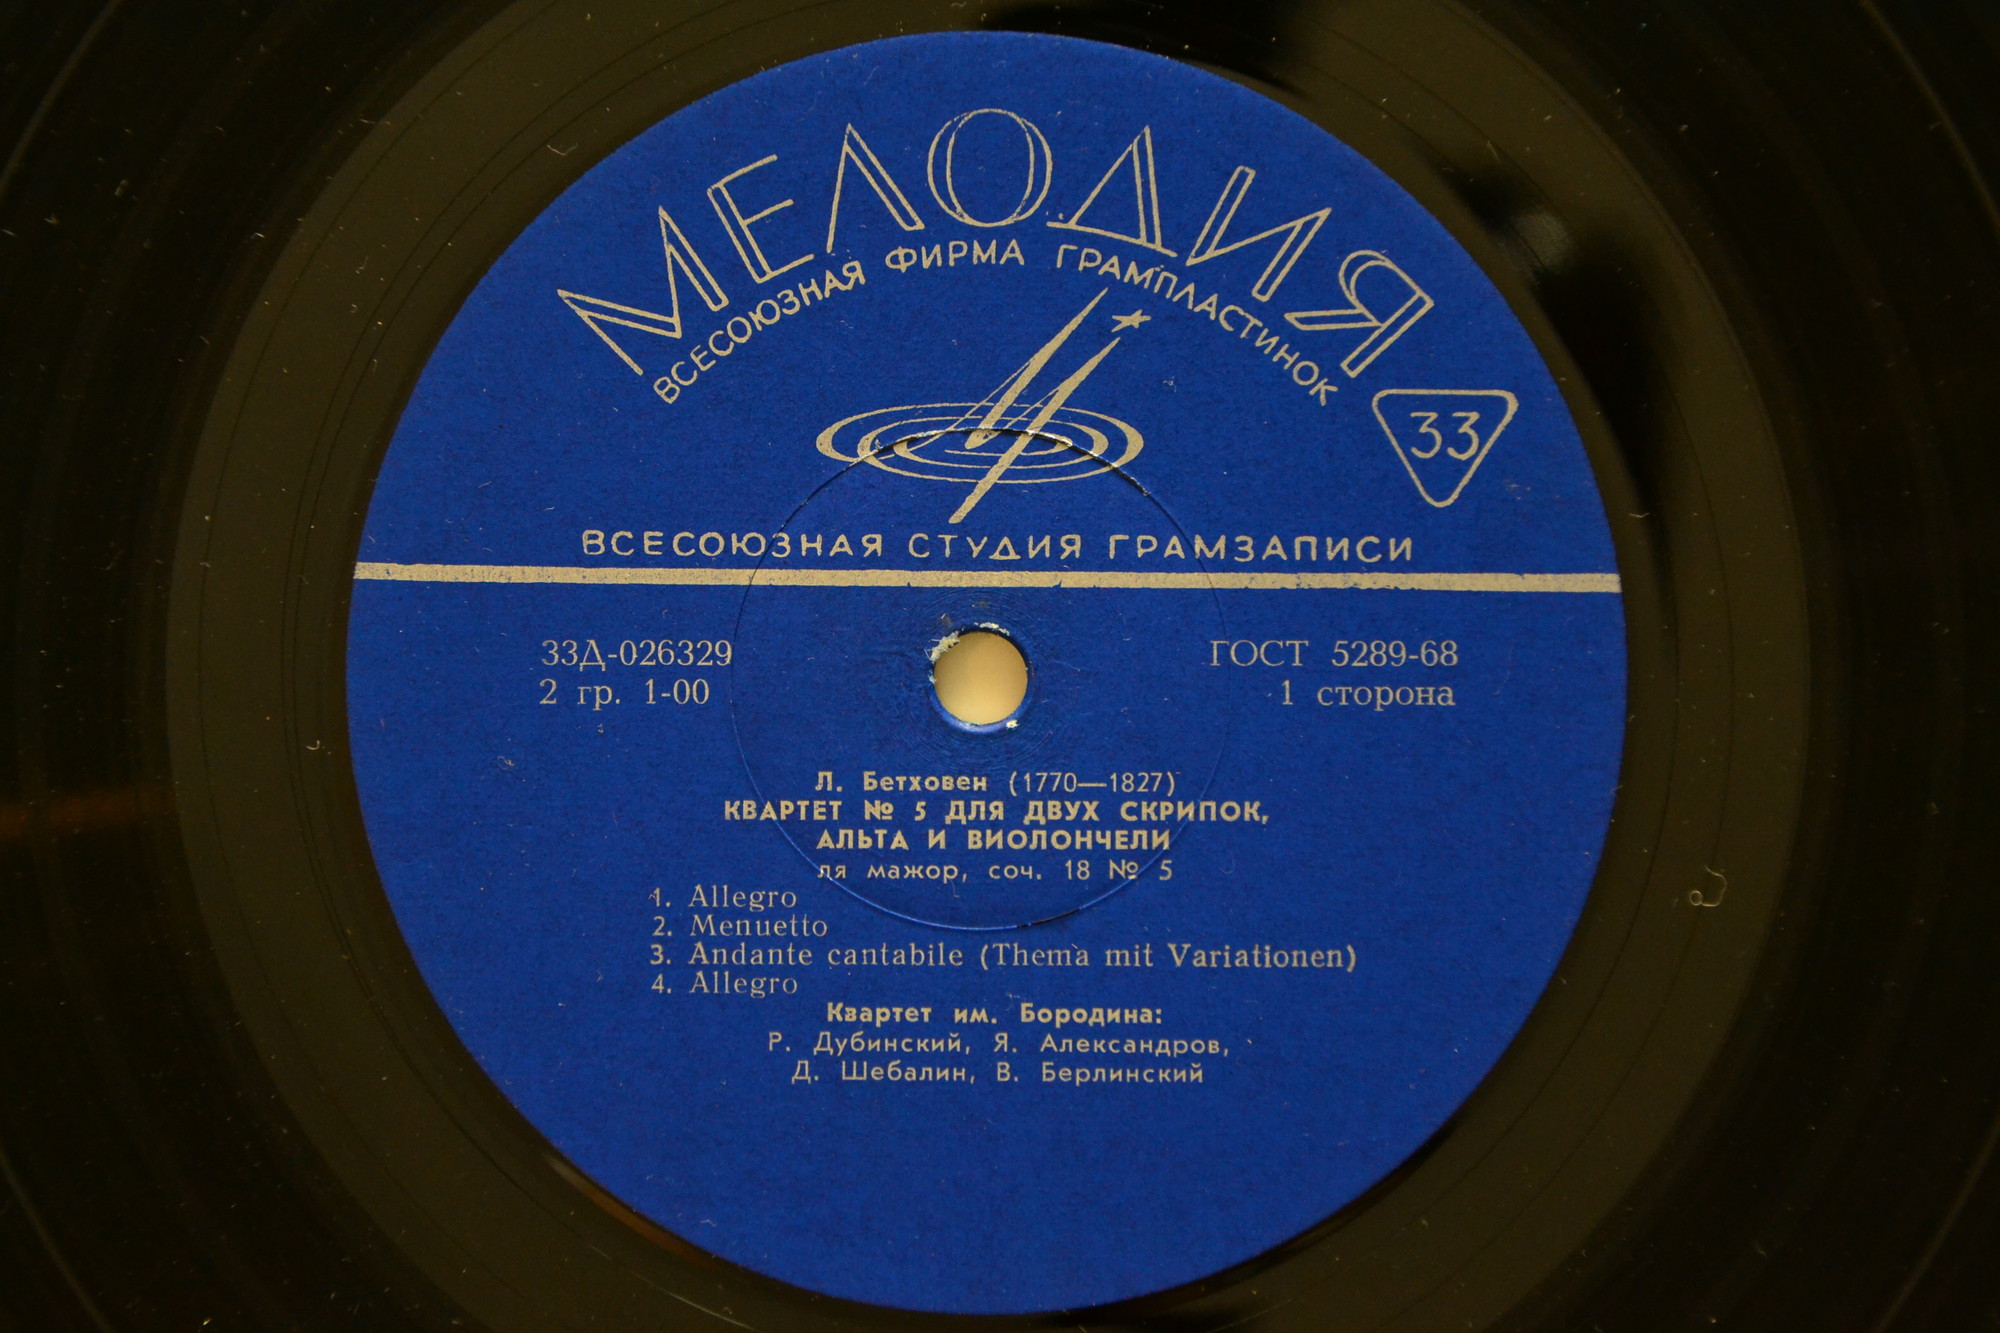 МЕЛОДИЯ
ВСЕСОЮЗНАЯ ФИРМА ГРАМПЛАСТИНОК
33
ВСЕСОЮЗНАЯ СТУДИЯ ГРАМЗАПИСИ
33Д-026329 ГОСТ 5289-68
2 гр. 1-00 1 сторона
Л. Бетховен (1770—1827)
КВАРТЕТ № 5 ДЛЯ ДВУХ СКРИПОК,
АЛЬТА И ВИОЛОНЧЕЛИ
ля мажор, соч. 18 № 5
1. Allegro
2. Menuetto
3. Andante cantabile (Thema mit Variationen)
4. Allegro
Квартет им. Бородина:
Р. Дубинский, Я. Александров,
Д. Шебалин, В. Берлинский